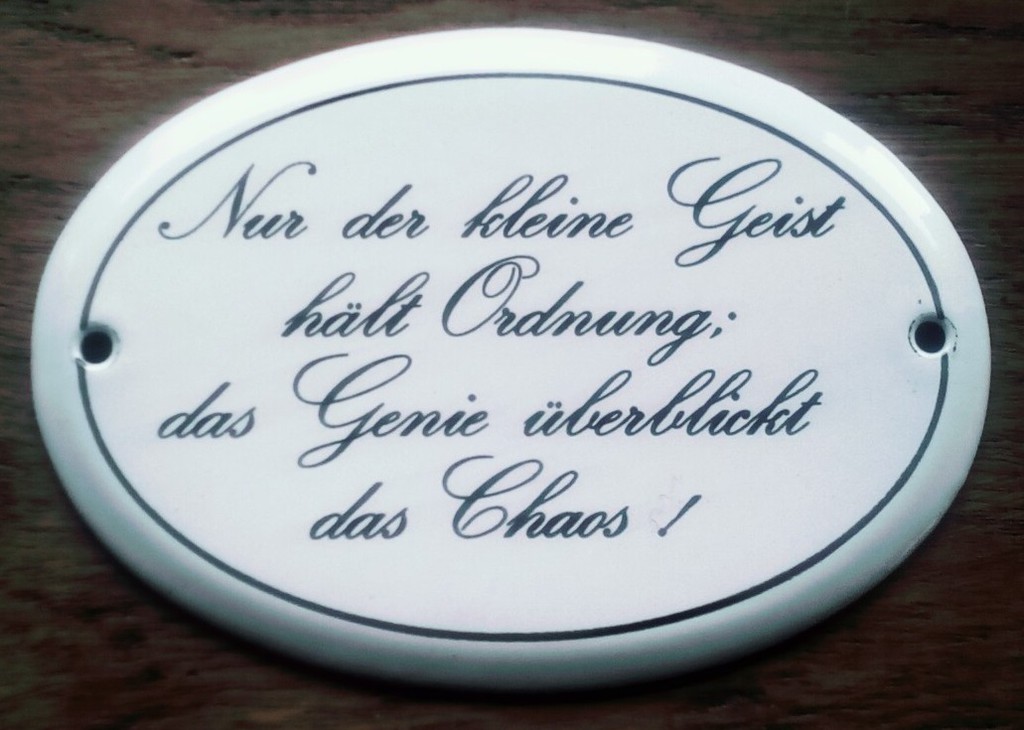 Nur der kleine Geist
hält Ordnung;
das Genie überblickt
das Chaos !